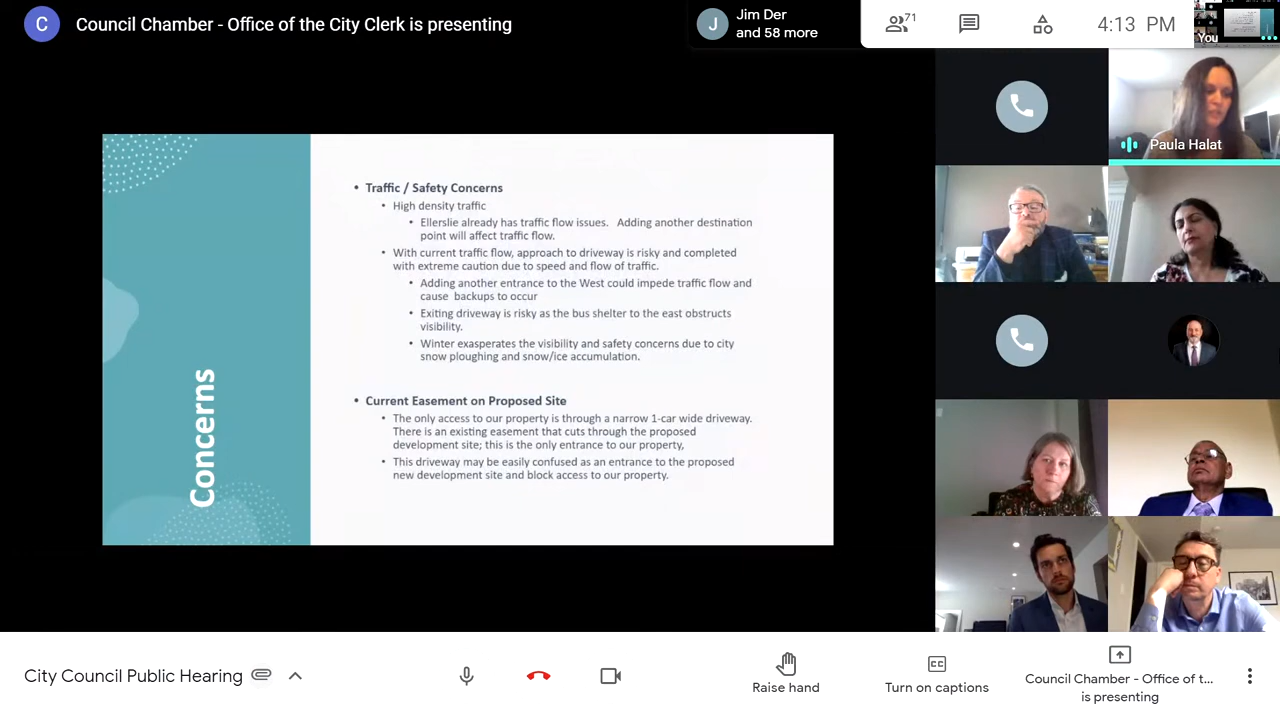 C
Council Chamber - Office of the City Clerk is presenting
J
Jim Der
and 58 more
71
4:13 PM
You
Paula Halat
Concerns
• Traffic / Safety Concerns
• High density traffic
• Ellerslie already has traffic flow issues. Adding another destination
point will affect traffic flow.
• With current traffic flow, approach to driveway is risky and completed
with extreme caution due to speed and flow of traffic.
• Adding another entrance to the West could impede traffic flow and
cause backups to occur
• Exiting driveway is risky as the bus shelter to the east obstructs
visibility.
• Winter exasperates the visibility and safety concerns due to city
snow ploughing and snow/ice accumulation.
• Current Easement on Proposed Site
• The only access to our property is through a narrow 1-car wide driveway.
There is an existing easement that cuts through the proposed
development site; this is the only entrance to our property,
• This driveway may be easily confused as an entrance to the proposed
new development site and block access to our property.
City Council Public Hearing
Raise hand
CC
Turn on captions
Council Chamber - Office of t...
is presenting